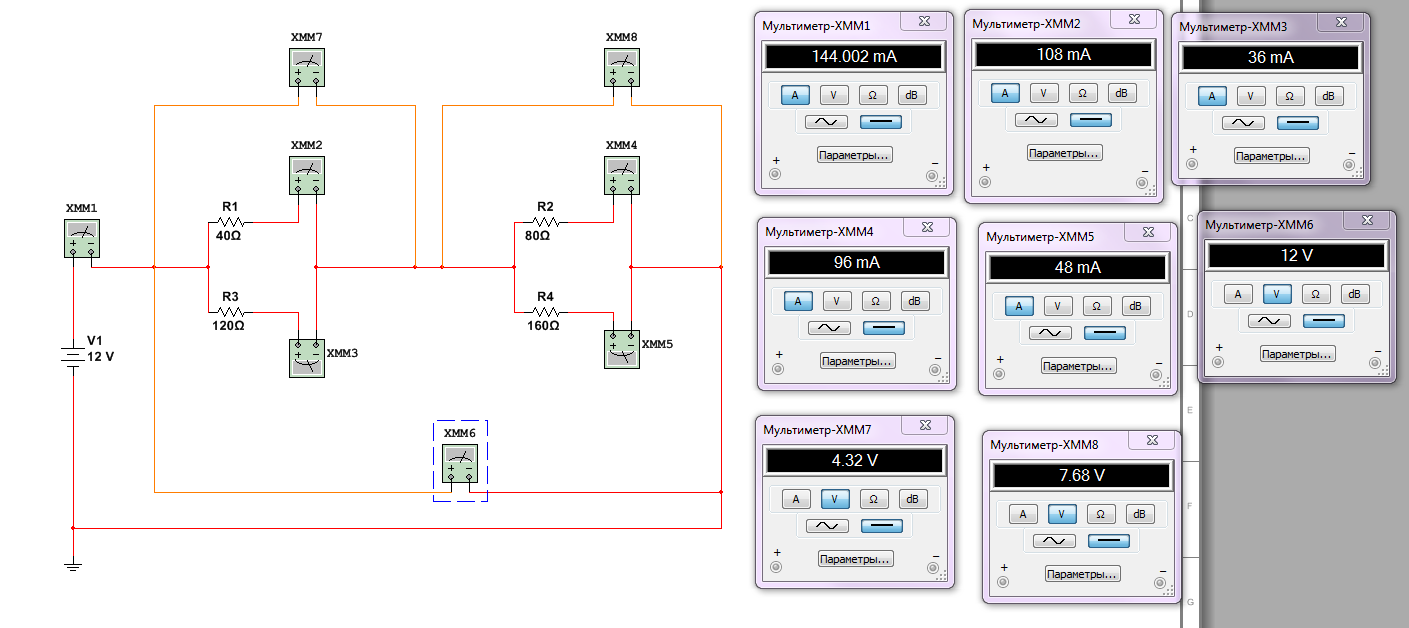 XMM7
XMM8
XMM2
XMM4
XMM1
R1
40Ω
R2
80Ω
R3
120Ω
R4
160Ω
XMM3
XMM5
V1
12 V
XMM6
Мультиметр-XMM1
144.002 mA
A V Ω dB
Параметры...
+ −
Мультиметр-XMM2
108 mA
A V Ω dB
Параметры...
+ −
Мультиметр-XMM3
36 mA
A V Ω dB
Параметры...
+ −
Мультиметр-XMM4
96 mA
A V Ω dB
Параметры...
+ −
Мультиметр-XMM5
48 mA
A V Ω dB
Параметры...
+ −
Мультиметр-XMM6
12 V
A V Ω dB
Параметры...
+ −
Мультиметр-XMM7
4.32 V
A V Ω dB
Параметры...
+ −
Мультиметр-XMM8
7.68 V
A V Ω dB
Параметры...
+ −
C
D
E
F
G